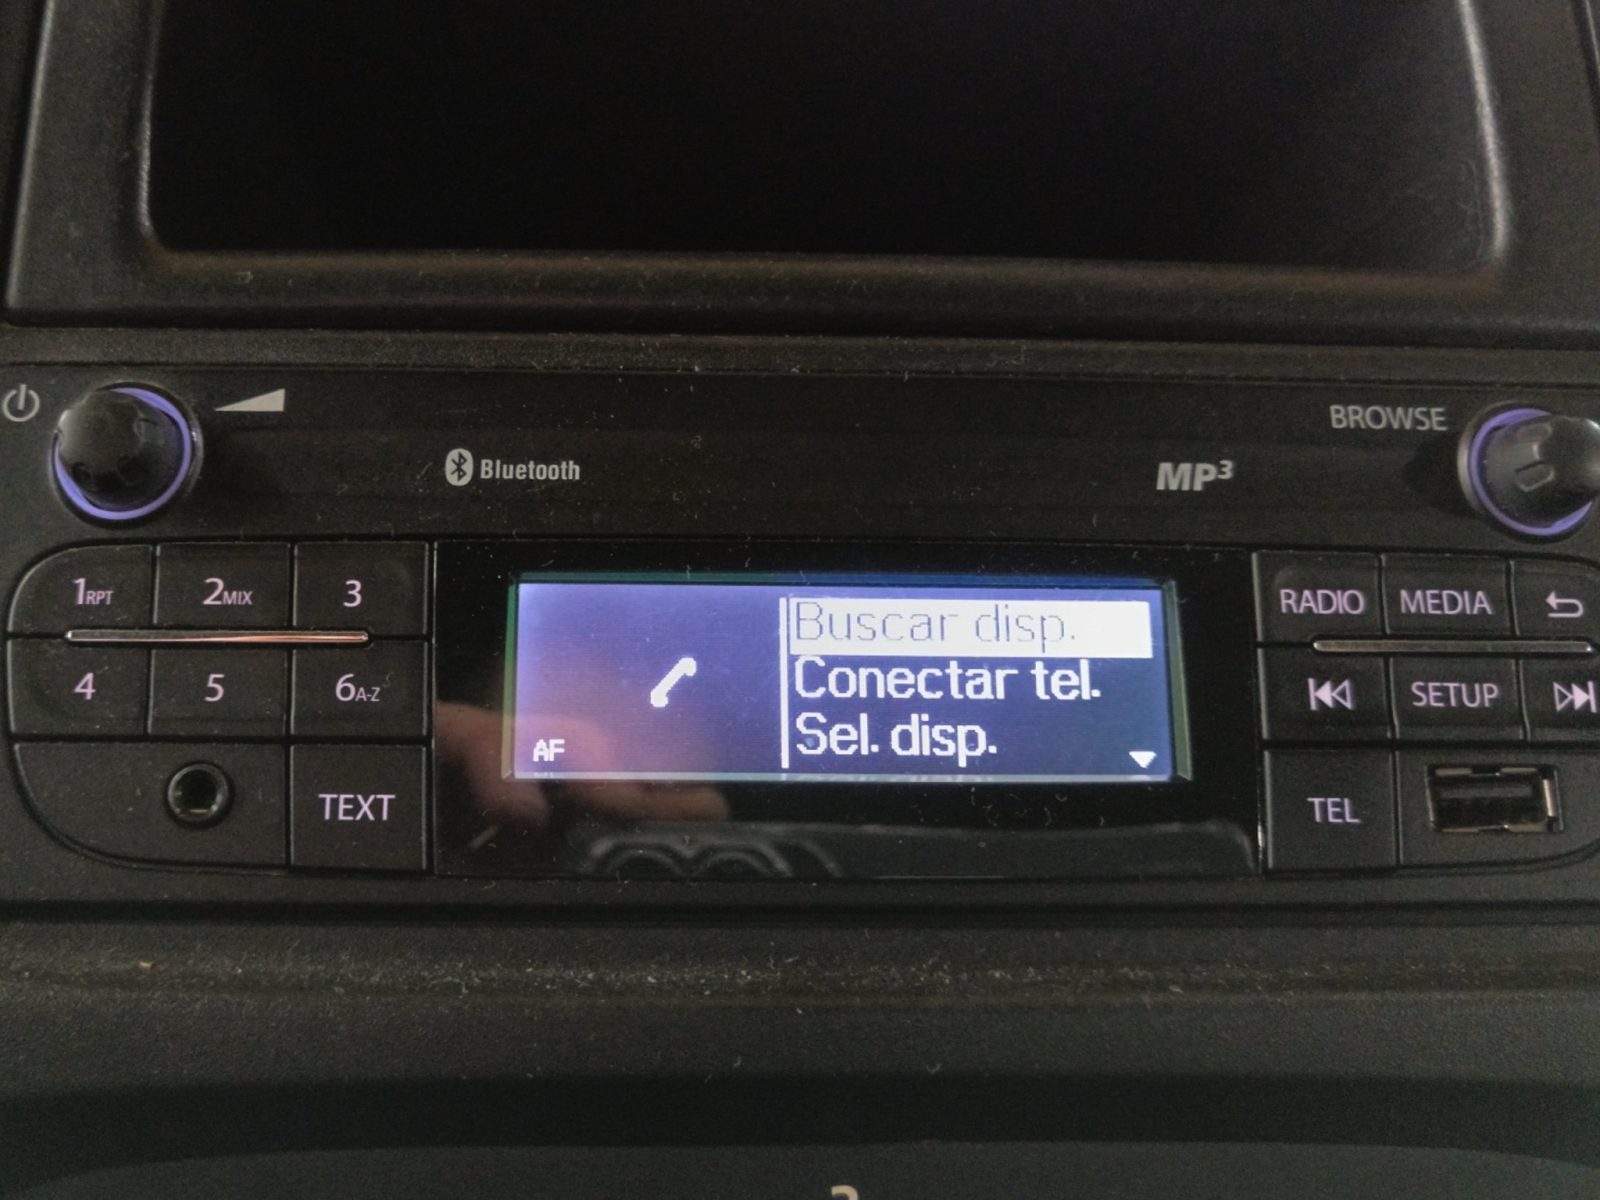 BROWSE
Bluetooth
MP3
1RPT 2MIX 3
4 5 6A-Z
TEXT
Buscar disp.
Conectar tel.
Sel. disp.
AF
RADIO MEDIA
SETUP
TEL